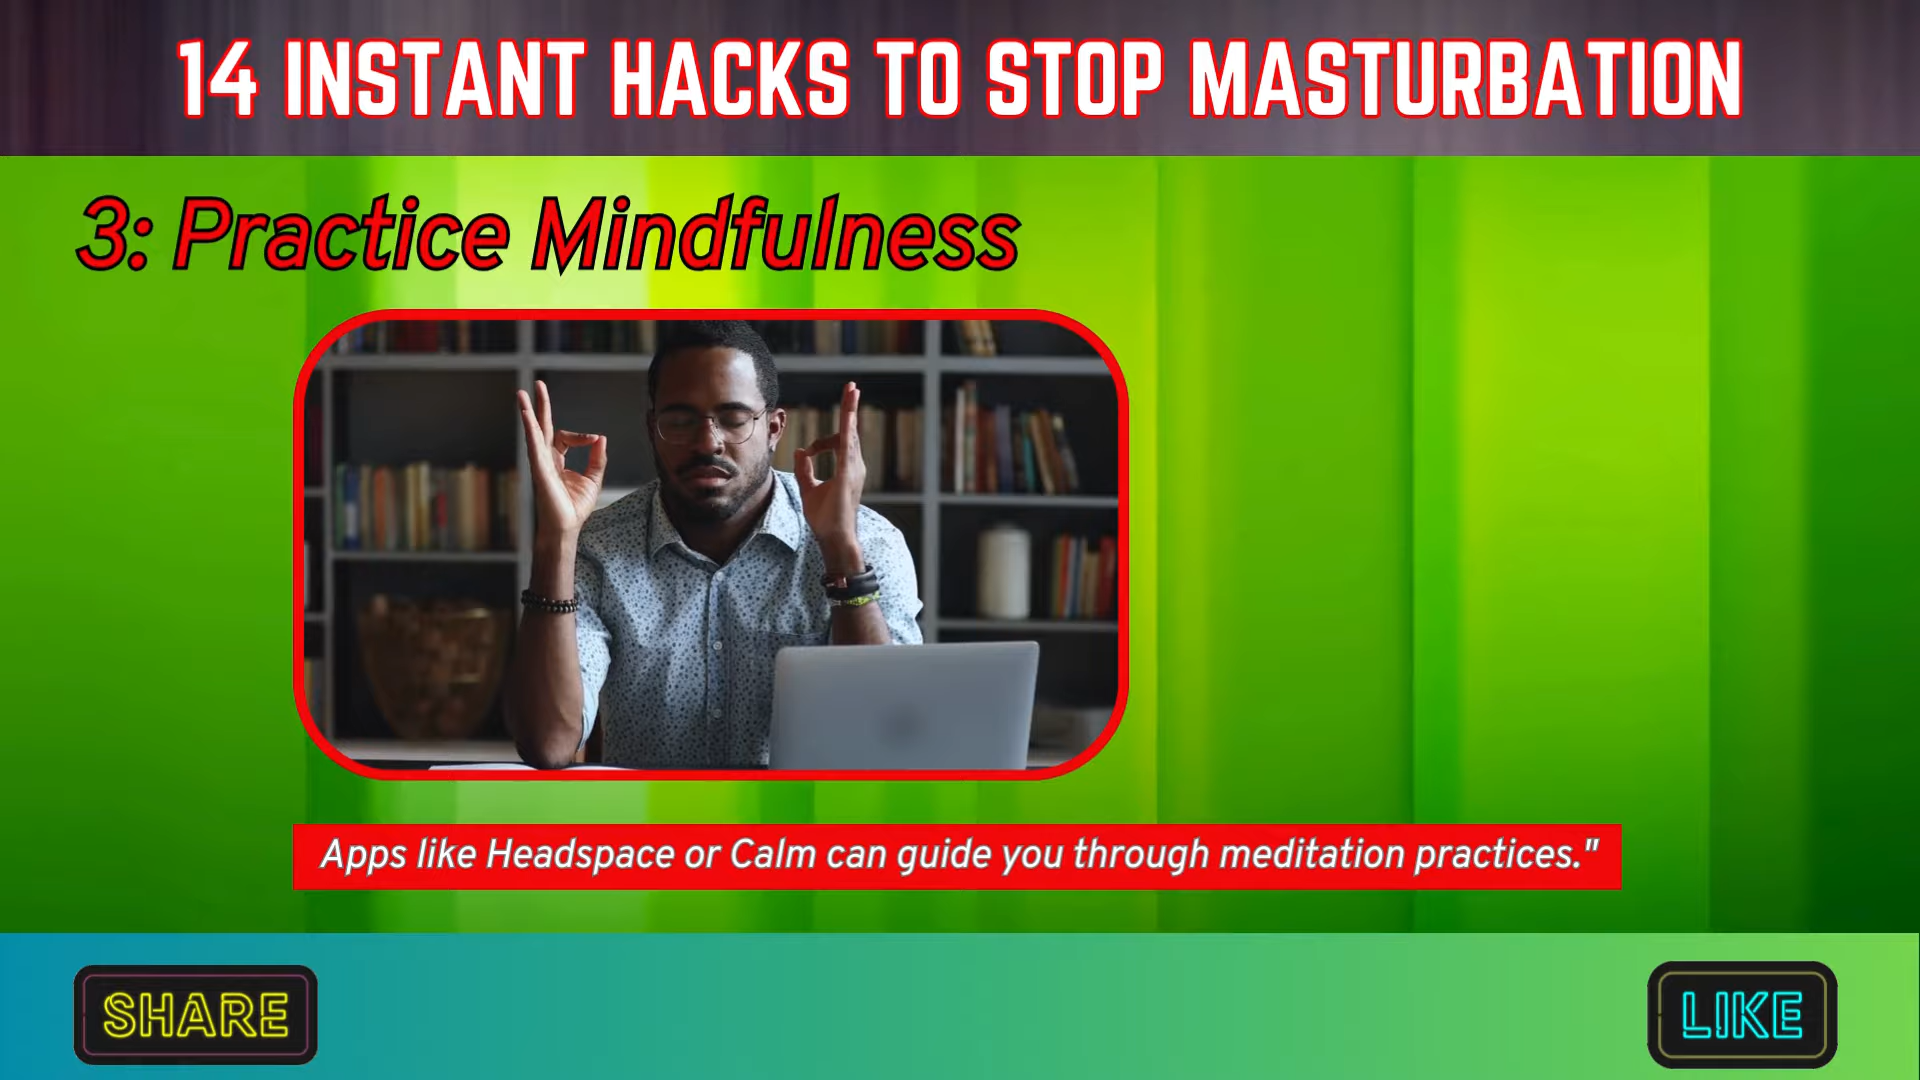 14 INSTANT HACKS TO STOP MASTURBATION
3: Practice Mindfulness
Apps like Headspace or Calm can guide you through meditation practices."
SHARE
LIKE